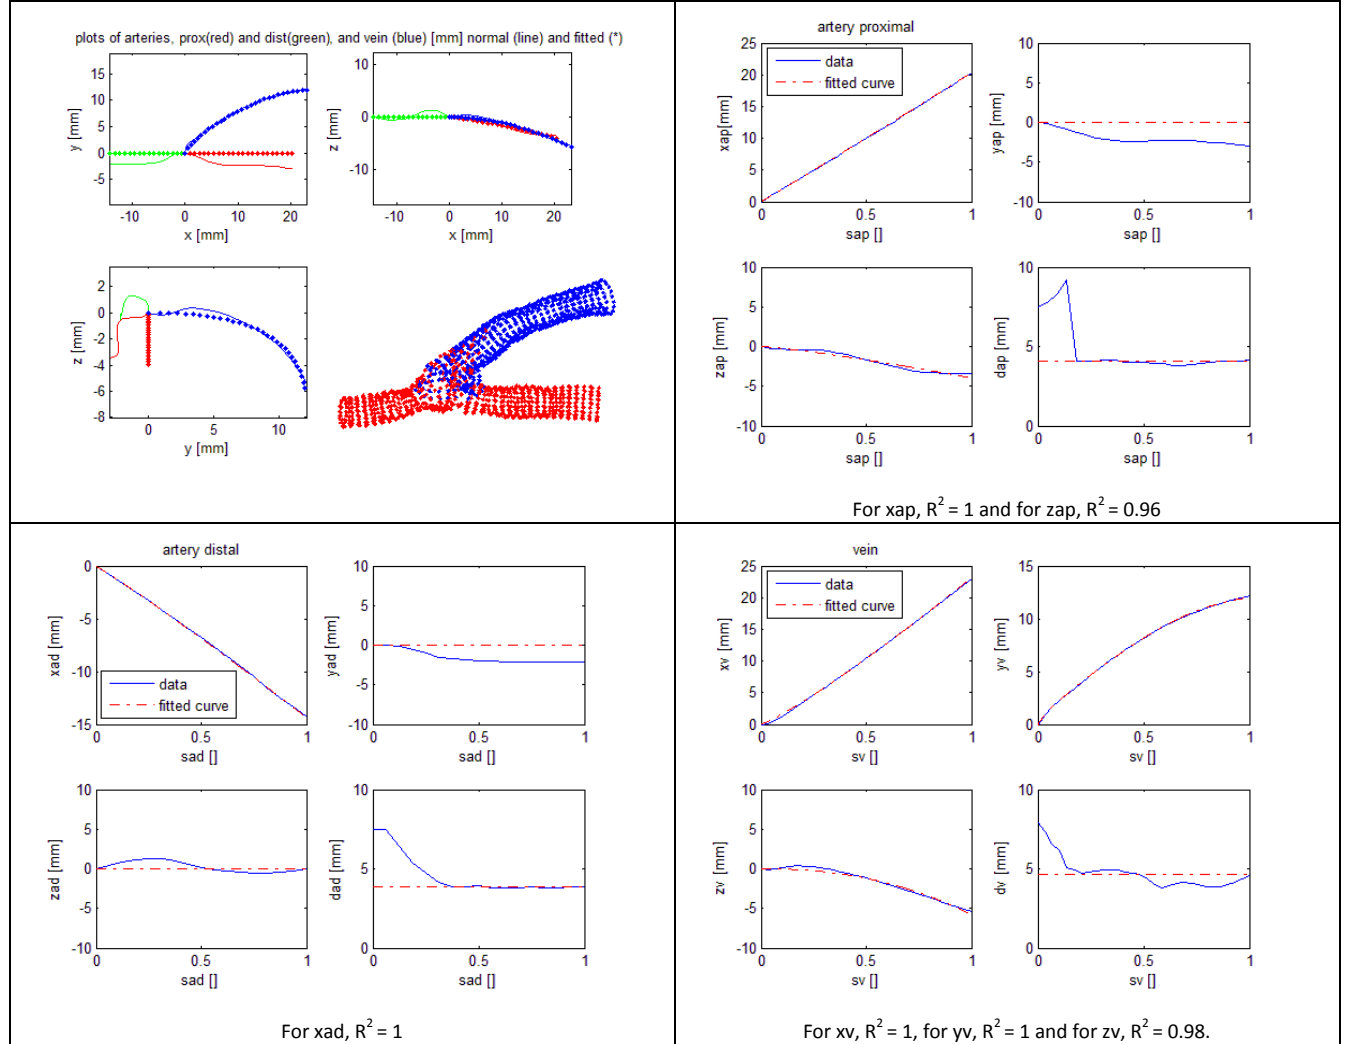 plots of arteries, prox(red) and dist(green), and vein (blue) [mm] normal (line) and fitted (*)
15
10
5
0
-5
y [mm]
-10 0 10 20
x [mm]
10
0
-10
z [mm]
-10 0 10 20
x [mm]
2
0
-2
-4
-6
-8
z [mm]
0 5 10
y [mm]
artery proximal
data
fitted curve
25
20
15
10
5
0
xap[mm]
0 0.5 1
sap []
10
5
0
-5
-10
yap [mm]
0 0.5 1
sap []
10
5
0
-5
-10
zap [mm]
0 0.5 1
sap []
10
5
0
dap [mm]
0 0.5 1
sap []
For xap, R² = 1 and for zap, R² = 0.96
artery distal
0
-5
-10
-15
xad [mm]
data
fitted curve
0 0.5 1
sad []
10
5
0
-5
-10
yad [mm]
0 0.5 1
sad []
10
5
0
-5
-10
zad [mm]
0 0.5 1
sad []
10
5
0
dad [mm]
0 0.5 1
sad []
For xad, R² = 1
vein
data
fitted curve
25
20
15
10
5
0
xv [mm]
0 0.5 1
sv []
15
10
5
0
yv [mm]
0 0.5 1
sv []
10
5
0
-5
-10
zv [mm]
0 0.5 1
sv []
10
5
0
dv [mm]
0 0.5 1
sv []
For xv, R² = 1, for yv, R² = 1 and for zv, R² = 0.98.